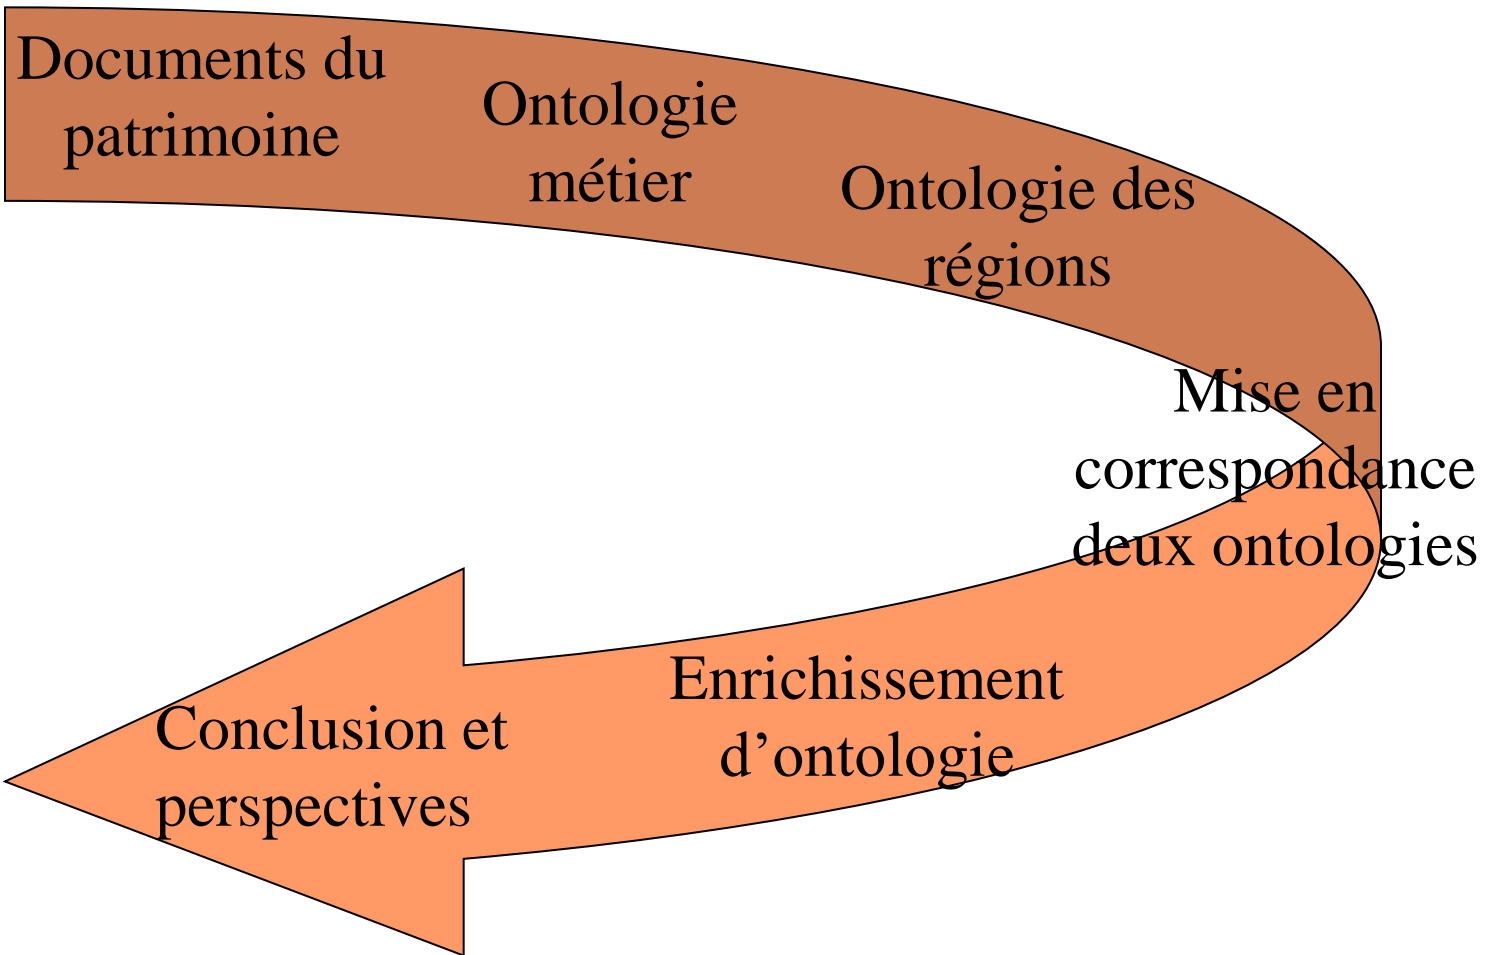 Documents du
patrimoine
Ontologie
métier
Ontologie des
régions
Mise en
correspondance
deux ontologies
Enrichissement
d’ontologie
Conclusion et
perspectives